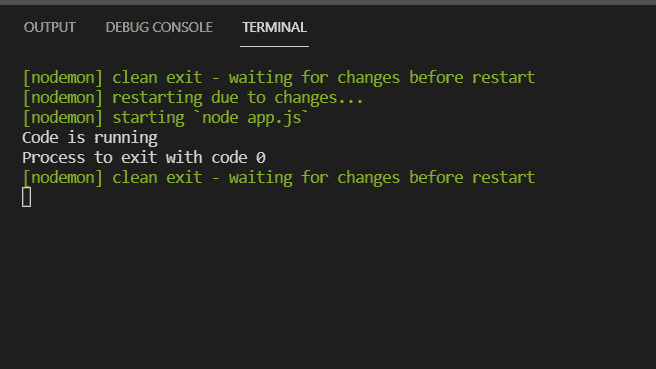 OUTPUT DEBUG CONSOLE TERMINAL
[nodemon] clean exit - waiting for changes before restart
[nodemon] restarting due to changes...
[nodemon] starting `node app.js`
Code is running
Process to exit with code 0
[nodemon] clean exit - waiting for changes before restart